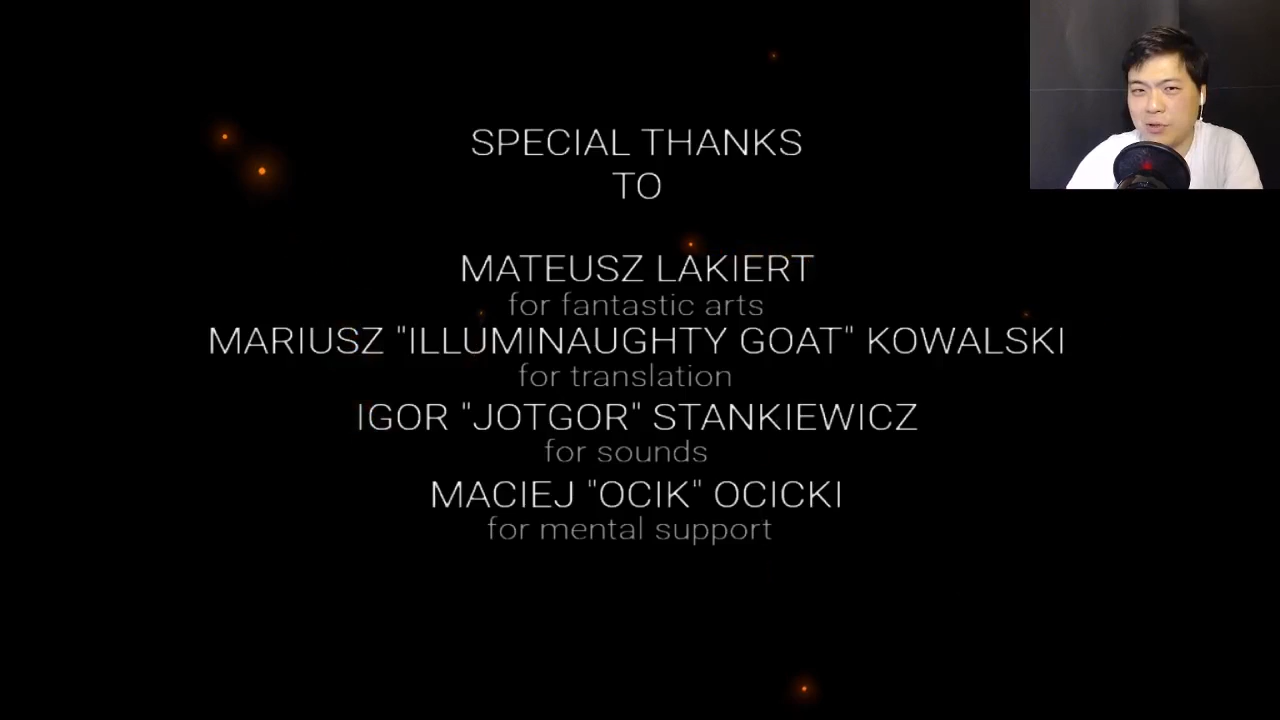 SPECIAL THANKS
TO
MATEUSZ LAKIERT
for fantastic arts
MARIUSZ "ILLUMINAUGHTY GOAT" KOWALSKI
for translation
IGOR "JOTGOR" STANKIEWICZ
for sounds
MACIEJ "OCIK" OCICKI
for mental support